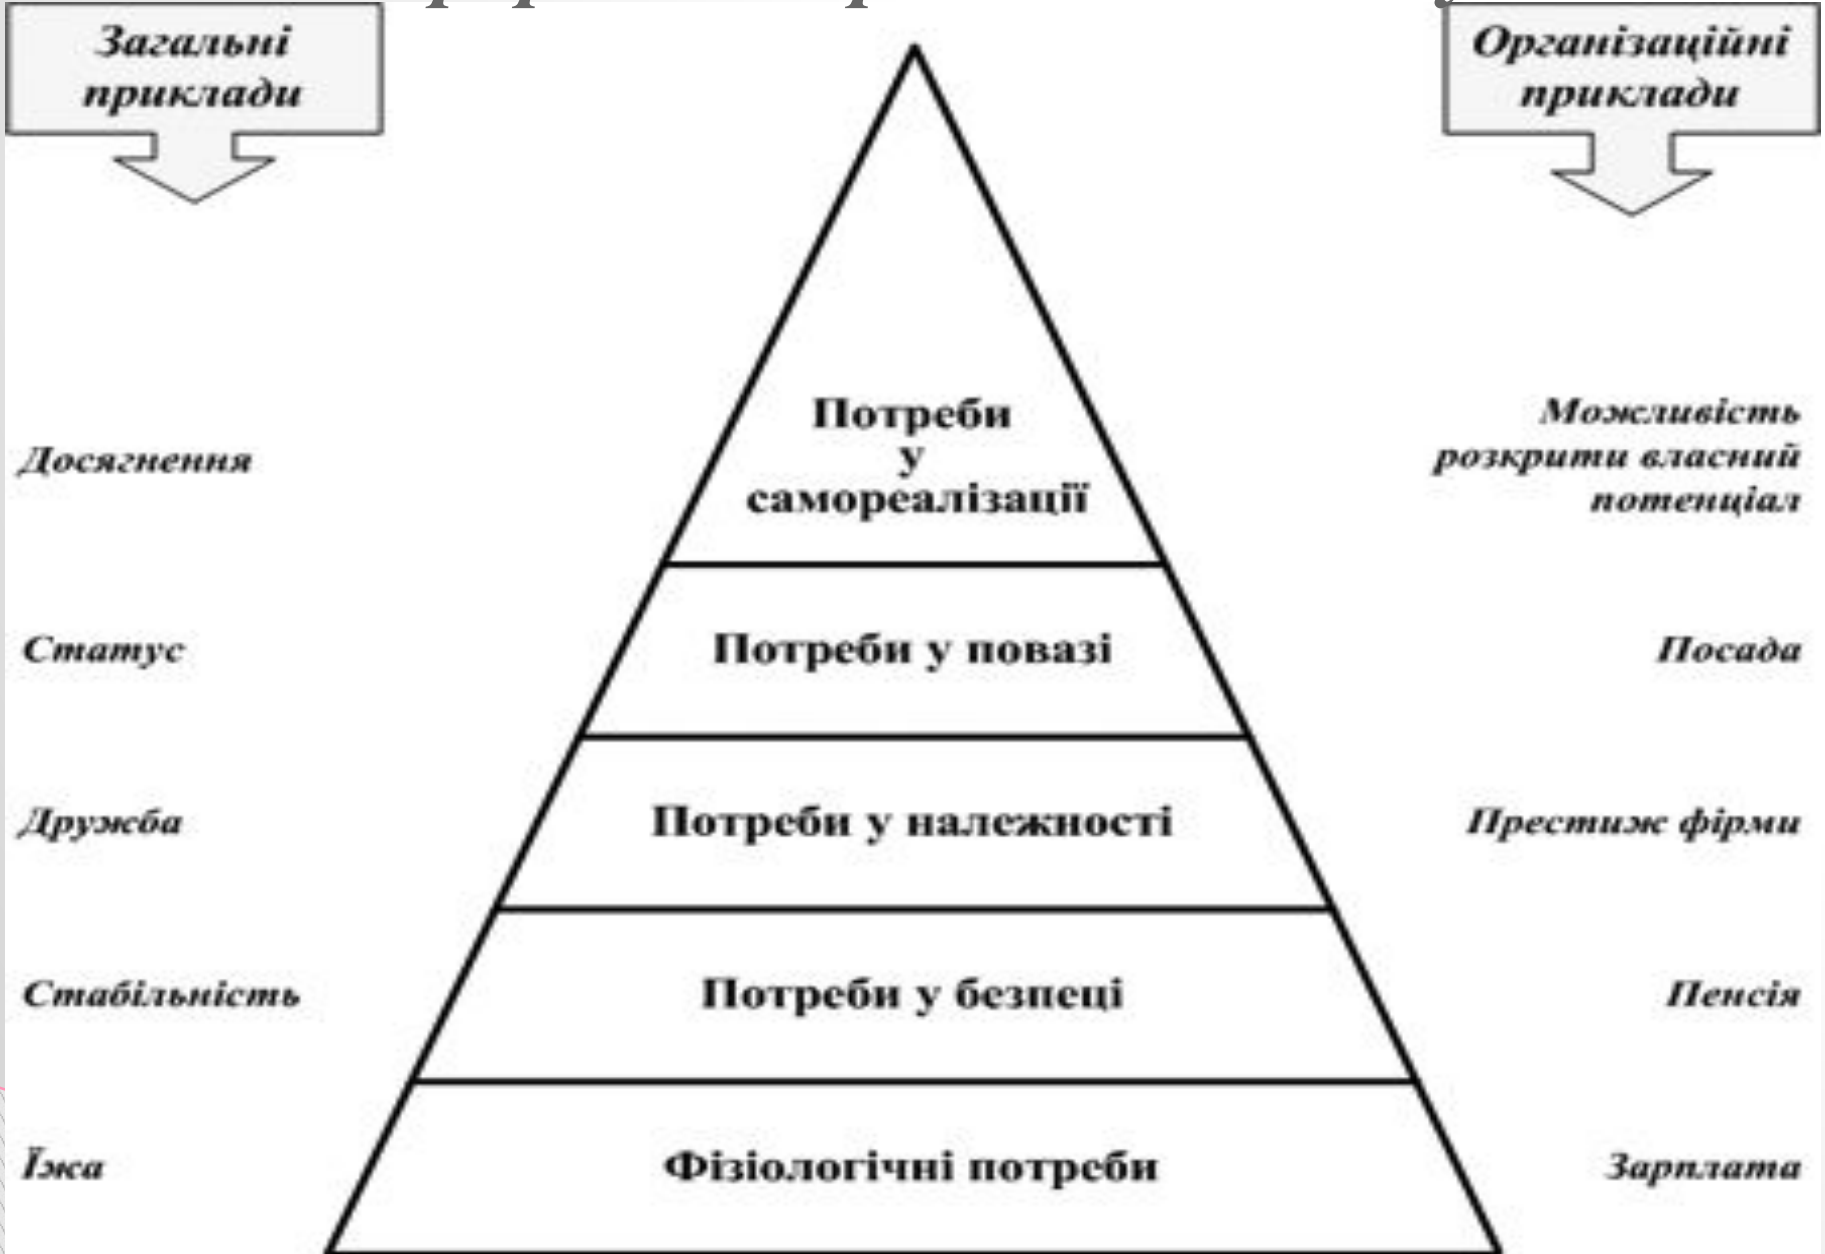 Загальні
приклади
Організаційні
приклади
Потреби
у
самореалізації
Досягнення
Можливість
розкрити власний
потенціал
Статус
Потреби у повазі
Посада
Дружба
Потреби у належності
Престиж фірми
Стабільність
Потреби у безпеці
Пенсія
Їжа
Фізіологічні потреби
Зарплата